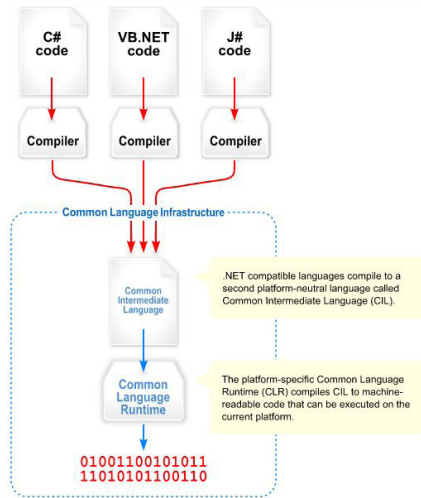 C#
code
VB.NET
code
J#
code
Compiler
Compiler
Compiler
Common Language Infrastructure
Common
Intermediate
Language
.NET compatible languages compile to a
second platform-neutral language called
Common Intermediate Language (CIL).
Common
Language
Runtime
The platform-specific Common Language
Runtime (CLR) compiles CIL to machine-
readable code that can be executed on the
current platform.
01001100101011
11010101100110